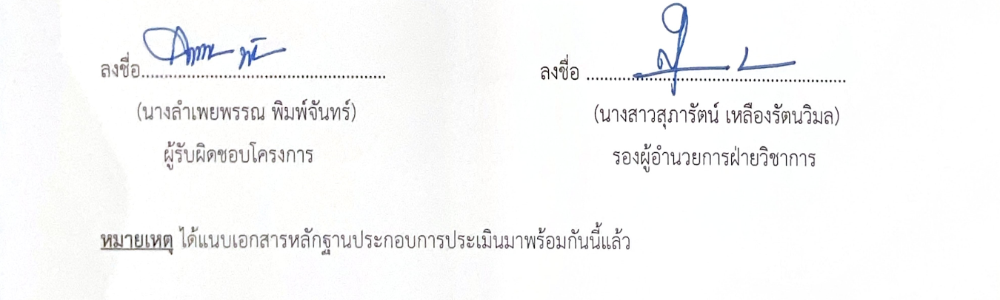 ลงชื่อ................................................ ลงชื่อ ..................................................
(นางลำเพยพรรณ พิมพ์จันทร์) (นางสาวสุภารัตน์ เหลืองรัตนวิมล)
ผู้รับผิดชอบโครงการ รองผู้อำนวยการฝ่ายวิชาการ
หมายเหตุ ได้แนบเอกสารหลักฐานประกอบการประเมินมาพร้อมกันนี้แล้ว